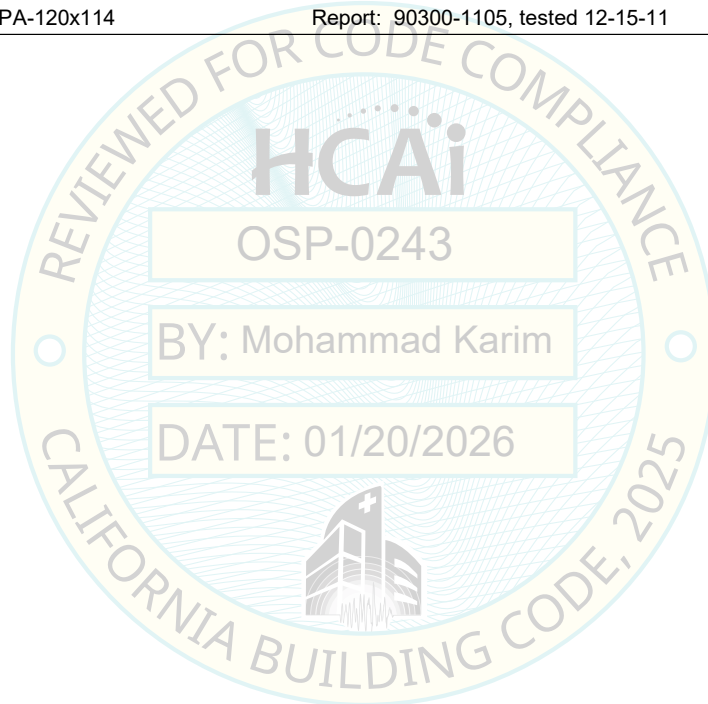 PA-120x114 Report: 90300-1105, tested 12-15-11
REVIEWED FOR CODE COMPLIANCE
HCAi
OSP-0243
BY: Mohammad Karim
DATE: 01/20/2026
CALIFORNIA BUILDING CODE, 2025